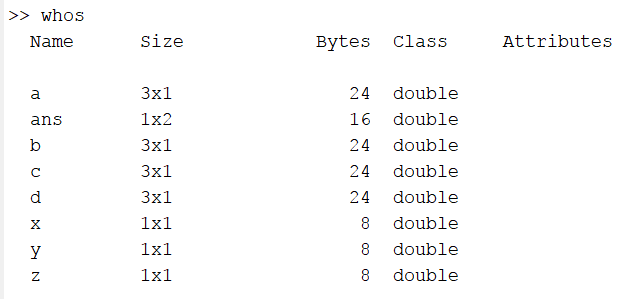 >> whos
Name Size Bytes Class Attributes
a 3x1 24 double
ans 1x2 16 double
b 3x1 24 double
c 3x1 24 double
d 3x1 24 double
x 1x1 8 double
y 1x1 8 double
z 1x1 8 double